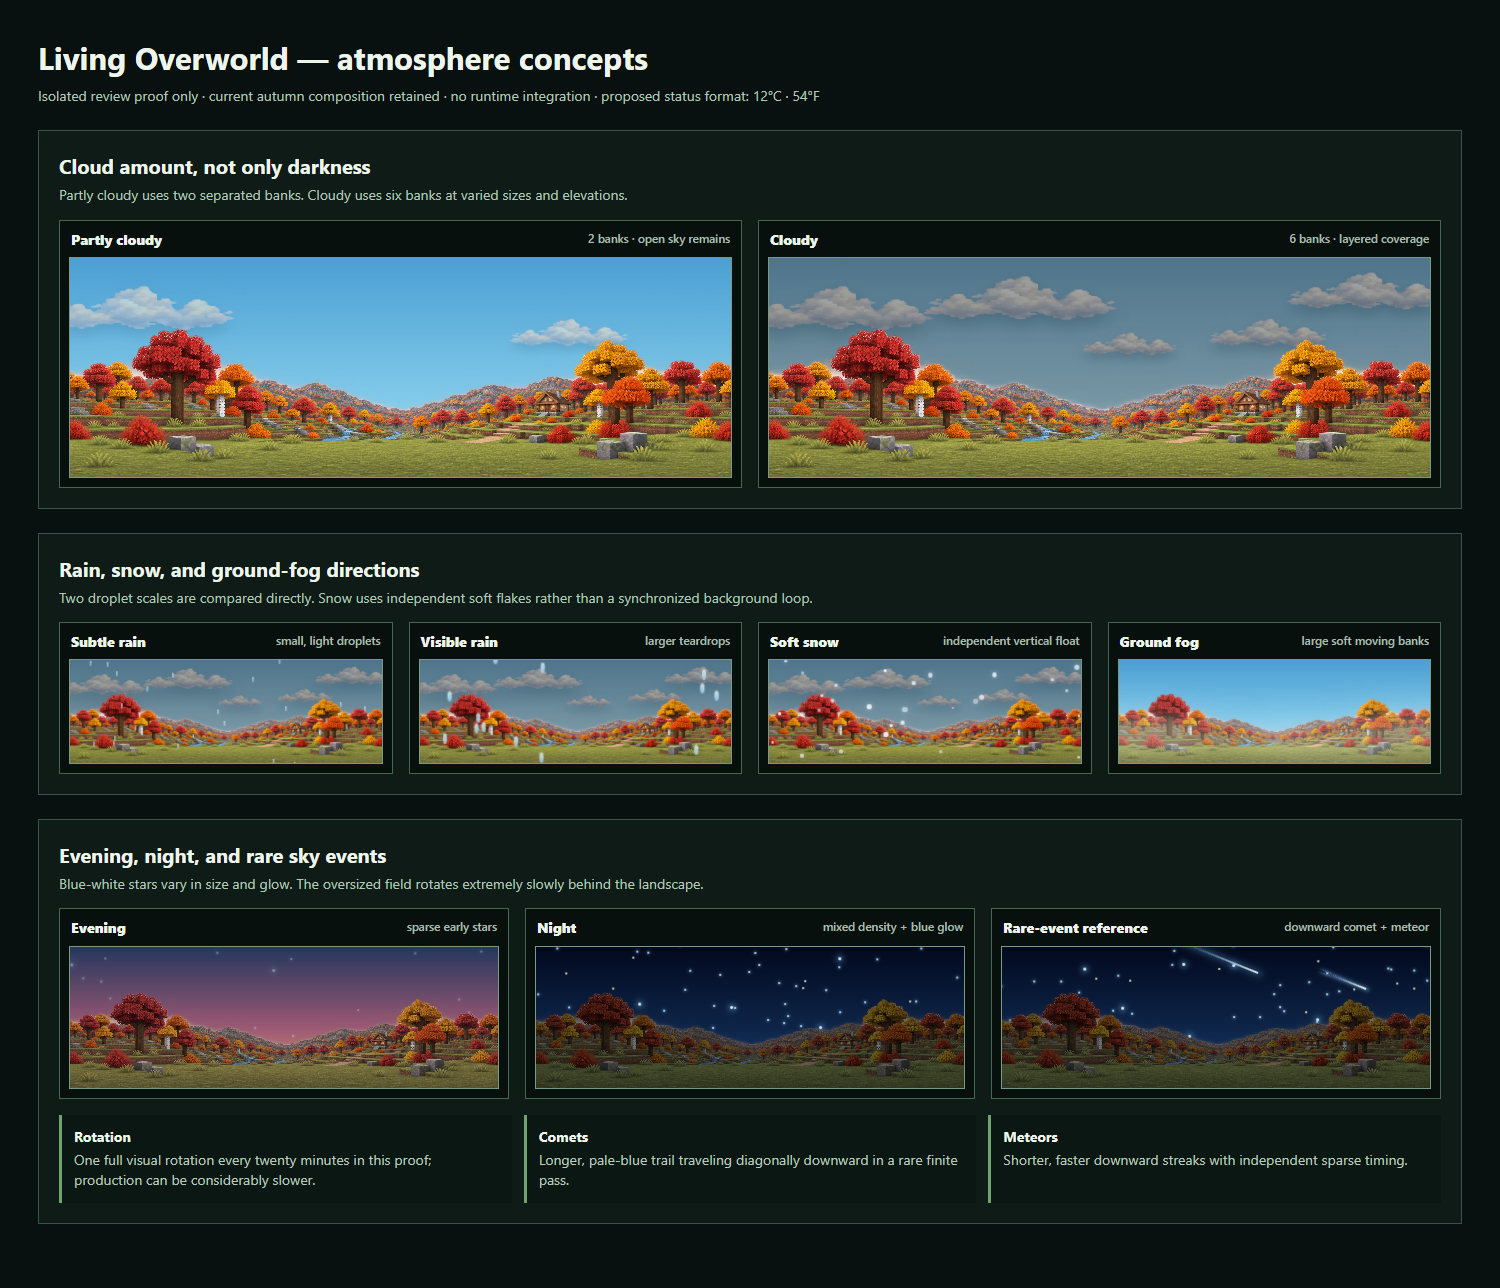 Living Overworld — atmosphere concepts
Isolated review proof only · current autumn composition retained · no runtime integration · proposed status format: 12°C · 54°F
Cloud amount, not only darkness
Partly cloudy uses two separated banks. Cloudy uses six banks at varied sizes and elevations.
Partly cloudy
2 banks · open sky remains
Cloudy
6 banks · layered coverage
Rain, snow, and ground-fog directions
Two droplet scales are compared directly. Snow uses independent soft flakes rather than a synchronized background loop.
Subtle rain
small, light droplets
Visible rain
larger teardrops
Soft snow
independent vertical float
Ground fog
large soft moving banks
Evening, night, and rare sky events
Blue-white stars vary in size and glow. The oversized field rotates extremely slowly behind the landscape.
Evening
sparse early stars
Night
mixed density + blue glow
Rare-event reference
downward comet + meteor
Rotation
One full visual rotation every twenty minutes in this proof;
production can be considerably slower.
Comets
Longer, pale-blue trail traveling diagonally downward in a rare finite
pass.
Meteors
Shorter, faster downward streaks with independent sparse timing.